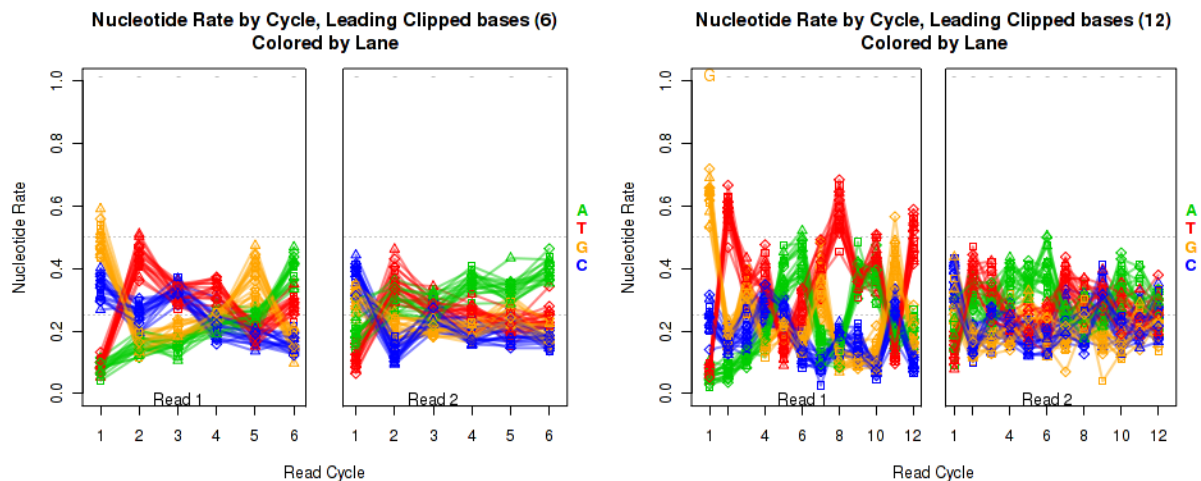 Nucleotide Rate by Cycle, Leading Clipped bases (6)
Colored by Lane
Nucleotide Rate
0.0 0.2 0.4 0.6 0.8 1.0
Read 1
1 2 3 4 5 6
Read 2
1 2 3 4 5 6
Read Cycle
A
T
G
C
Nucleotide Rate by Cycle, Leading Clipped bases (12)
Colored by Lane
Nucleotide Rate
0.0 0.2 0.4 0.6 0.8 1.0
G
Read 1
1 4 6 8 10 12
Read 2
1 4 6 8 10 12
Read Cycle
A
T
G
C